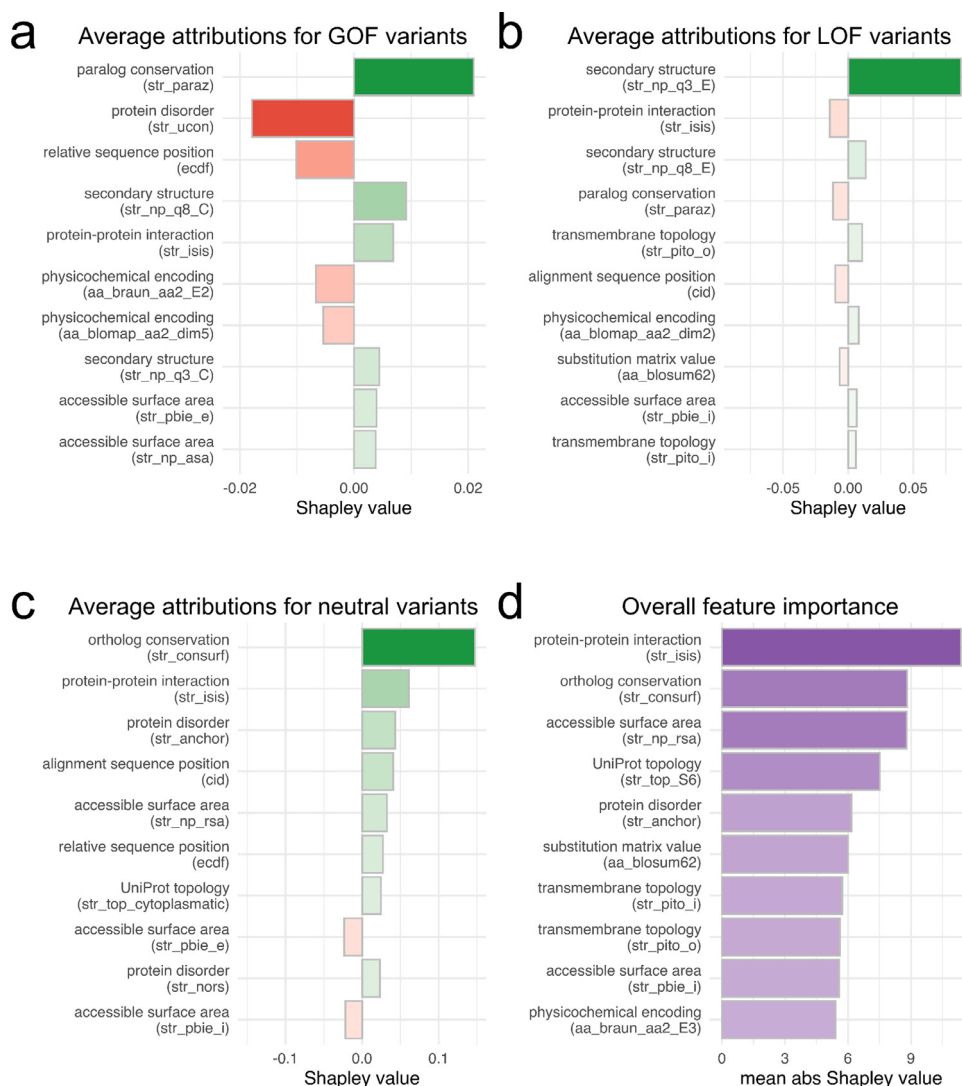 a
Average attributions for GOF variants
paralog conservation
(str_paraz)
protein disorder
(str_ucon)
relative sequence position
(ecdf)
secondary structure
(str_np_q8_C)
protein-protein interaction
(str_isis)
physicochemical encoding
(aa_braun_aa2_E2)
physicochemical encoding
(aa_blomap_aa2_dim5)
secondary structure
(str_np_q3_C)
accessible surface area
(str_pbie_e)
accessible surface area
(str_np_asa)
-0.02 0.00 0.02
Shapley value
b
Average attributions for LOF variants
secondary structure
(str_np_q3_E)
protein-protein interaction
(str_isis)
secondary structure
(str_np_q8_E)
paralog conservation
(str_paraz)
transmembrane topology
(str_pito_o)
alignment sequence position
(cid)
physicochemical encoding
(aa_blomap_aa2_dim2)
substitution matrix value
(aa_blosum62)
accessible surface area
(str_pbie_i)
transmembrane topology
(str_pito_i)
-0.05 0.00 0.05
Shapley value
c
Average attributions for neutral variants
ortholog conservation
(str_consurf)
protein-protein interaction
(str_isis)
protein disorder
(str_anchor)
alignment sequence position
(cid)
accessible surface area
(str_np_rsa)
relative sequence position
(ecdf)
UniProt topology
(str_top_cytoplasmatic)
accessible surface area
(str_pbie_e)
protein disorder
(str_nors)
accessible surface area
(str_pbie_i)
-0.1 0.0 0.1
Shapley value
d
Overall feature importance
protein-protein interaction
(str_isis)
ortholog conservation
(str_consurf)
accessible surface area
(str_np_rsa)
UniProt topology
(str_top_S6)
protein disorder
(str_anchor)
substitution matrix value
(aa_blosum62)
transmembrane topology
(str_pito_i)
transmembrane topology
(str_pito_o)
accessible surface area
(str_pbie_i)
physicochemical encoding
(aa_braun_aa2_E3)
0 3 6 9
mean abs Shapley value